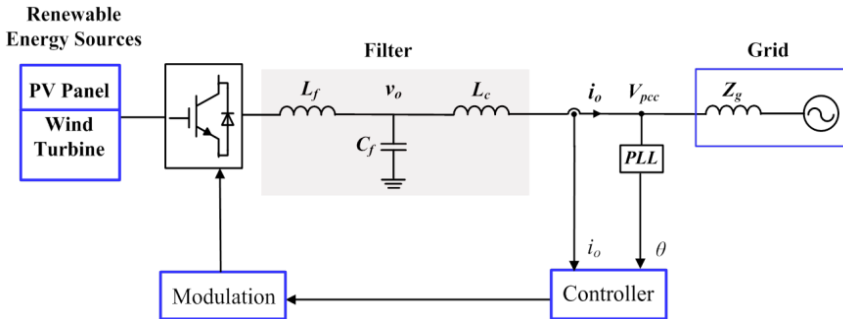 Renewable
Energy Sources
PV Panel
Wind
Turbine
Filter
L_f
v_o
L_c
C_f
i_o
V_pcc
PLL
Grid
Z_g
i_o
θ
Modulation
Controller